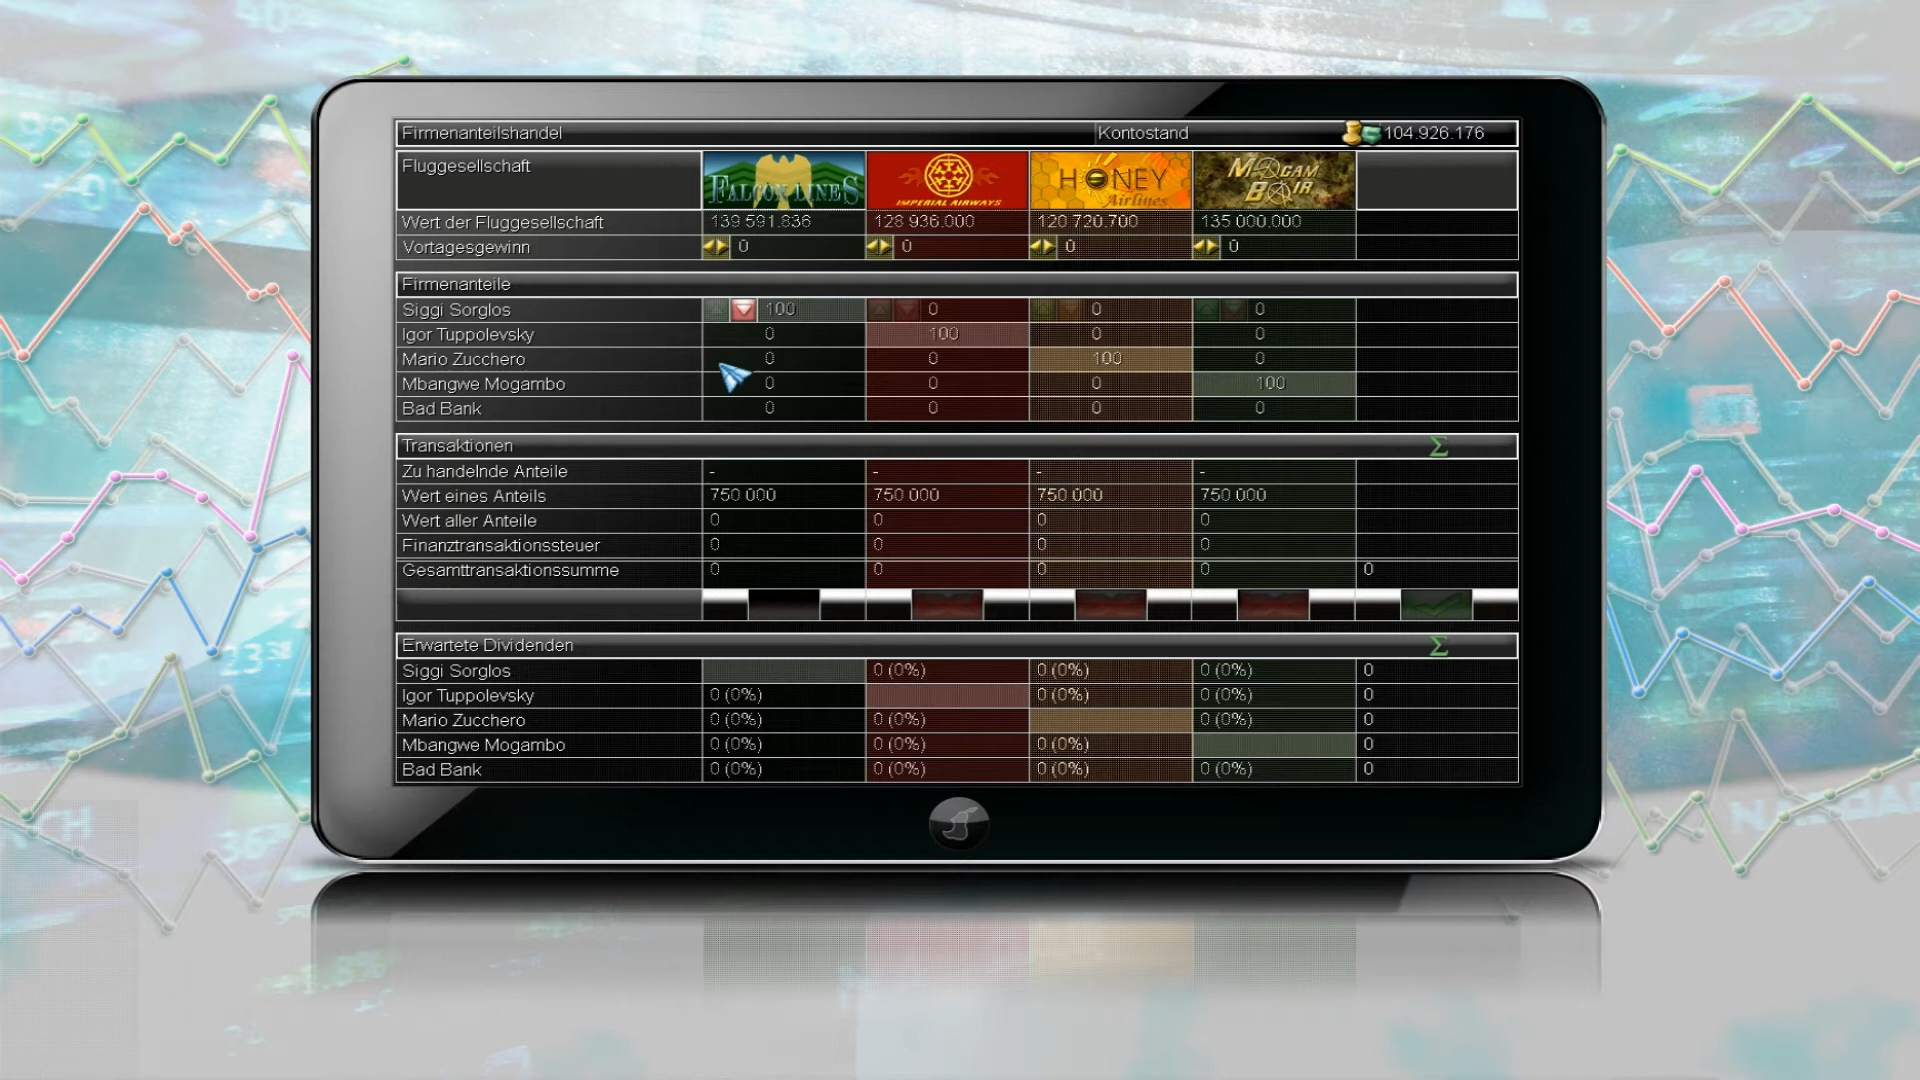 Firmenanteilshandel Kontostand 104.926.176
Fluggesellschaft FALCON LINES IMPERIAL AIRWAYS HONEY Airlines MOGAMBO AIR
Wert der Fluggesellschaft 139 591.836 128 936.000 120 720.700 135 000.000
Vortagesgewinn 0 0 0 0
Firmenanteile
Siggi Sorglos 100 0 0 0
Igor Tuppolevsky 0 100 0 0
Mario Zucchero 0 0 100 0
Mbangwe Mogambo 0 0 0 100
Bad Bank 0 0 0 0
Transaktionen Σ
Zu handelnde Anteile - - - -
Wert eines Anteils 750 000 750 000 750 000 750 000
Wert aller Anteile 0 0 0 0
Finanztransaktionssteuer 0 0 0 0
Gesamttransaktionssumme 0 0 0 0 0
Erwartete Dividenden Σ
Siggi Sorglos 0 (0%) 0 (0%) 0 (0%) 0
Igor Tuppolevsky 0 (0%) 0 (0%) 0 (0%) 0
Mario Zucchero 0 (0%) 0 (0%) 0 (0%) 0
Mbangwe Mogambo 0 (0%) 0 (0%) 0 (0%) 0
Bad Bank 0 (0%) 0 (0%) 0 (0%) 0 (0%) 0